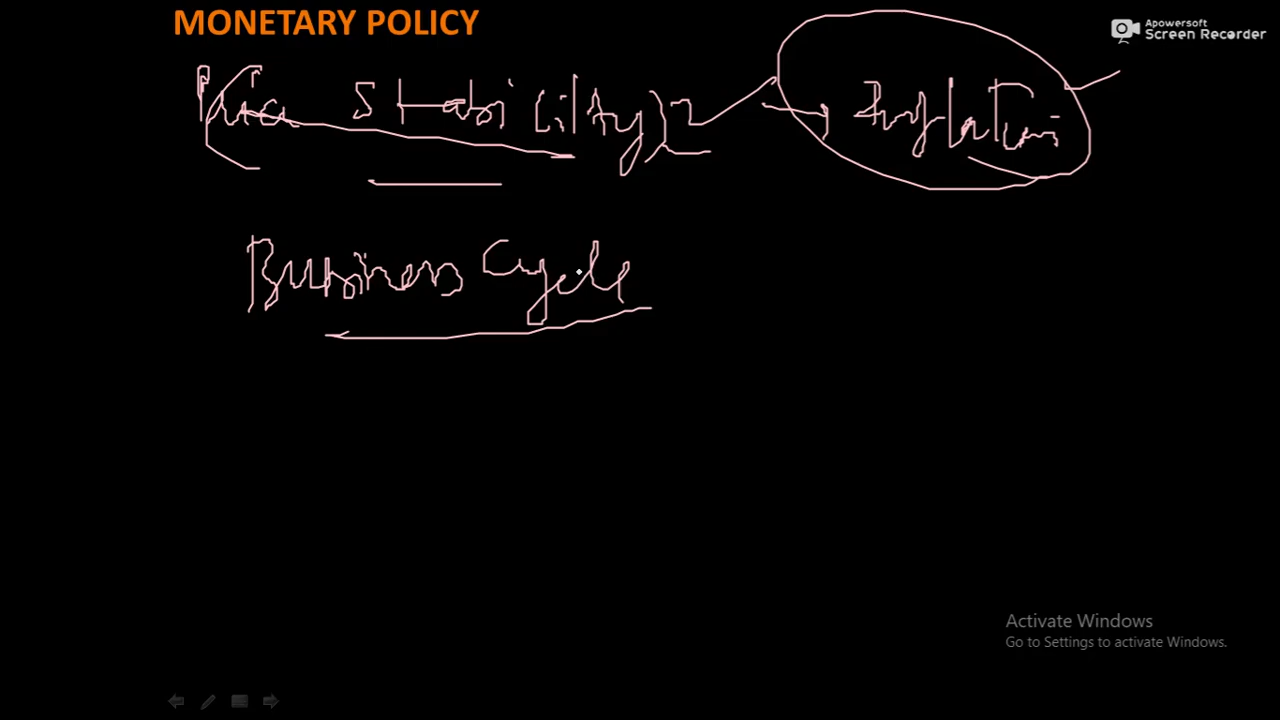 MONETARY POLICY
Apowersoft
Screen Recorder
Price Stability → Inflation
Business Cycle
Activate Windows
Go to Settings to activate Windows.